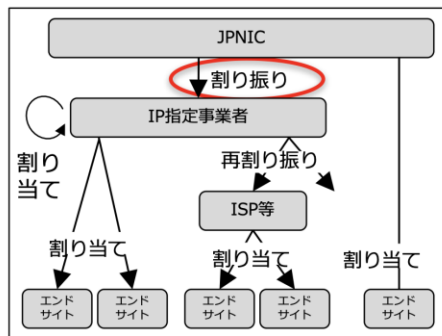 JPNIC
割り振り
IP指定事業者
割り
当て
再割り振り
ISP等
割り当て
割り当て
割り当て
エンド
サイト
エンド
サイト
エンド
サイト
エンド
サイト
エンド
サイト